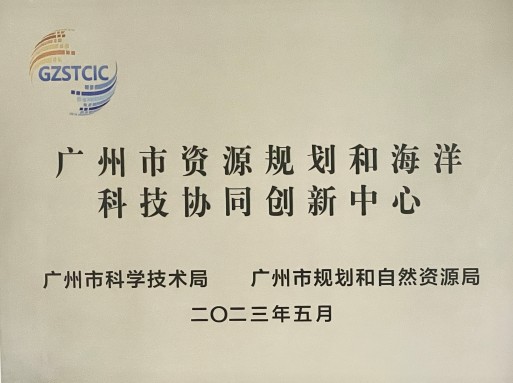 GZSTCIC
广州市资源规划和海洋
科技协同创新中心
广州市科学技术局 广州市规划和自然资源局
二〇二三年五月